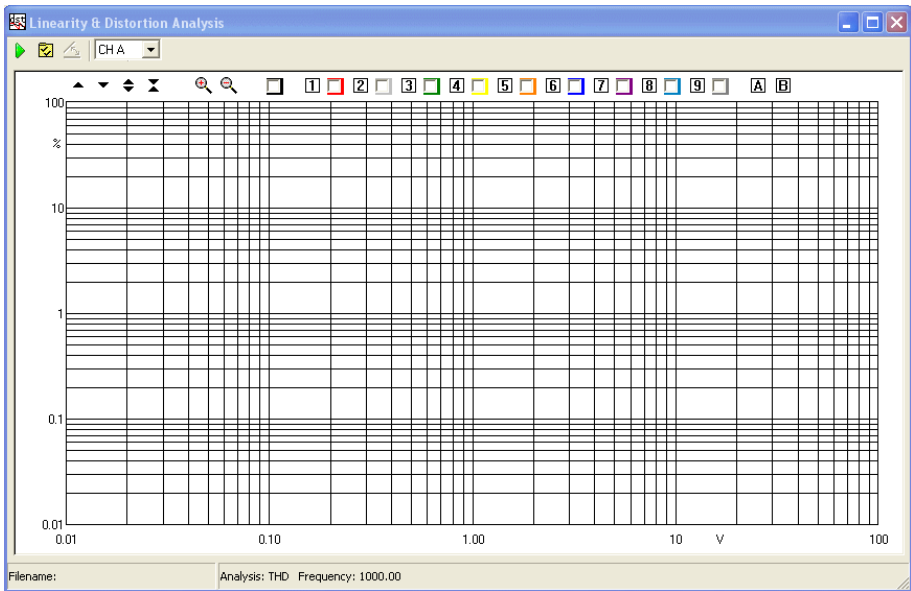 dst Linearity & Distortion Analysis
CH A
1 2 3 4 5 6 7 8 9 A B
100
%
10
1
0.1
0.01
0.01 0.10 1.00 10 V 100
Filename: Analysis: THD Frequency: 1000.00